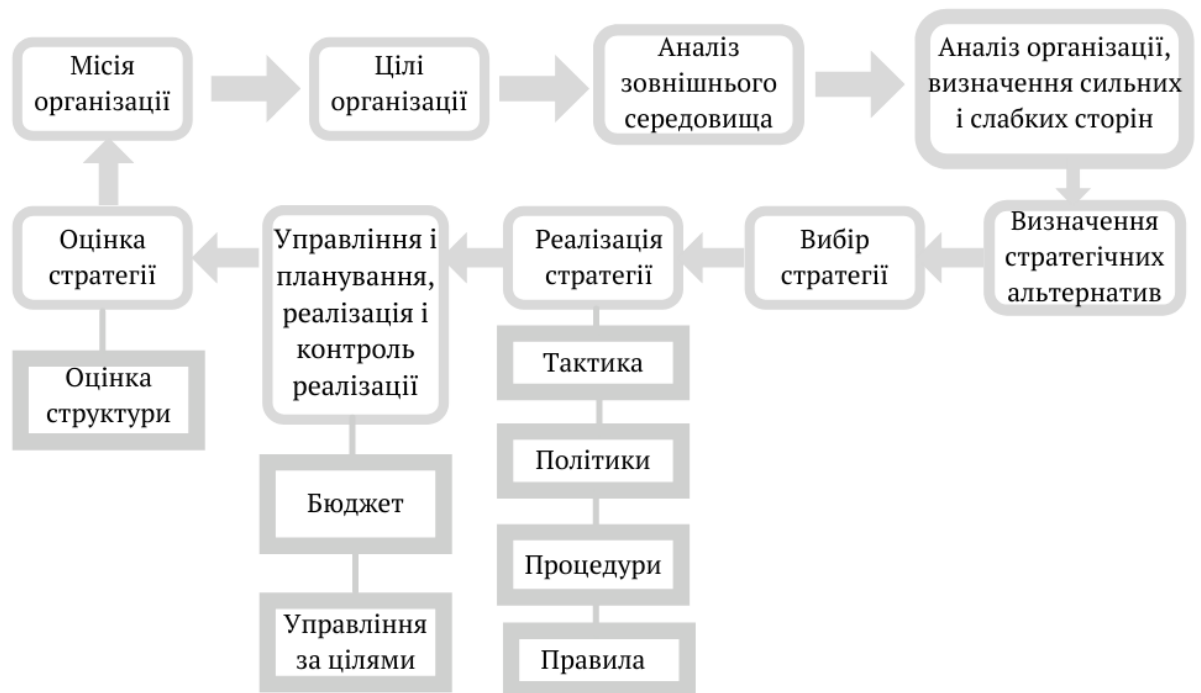 Місія
організації
Цілі
організації
Аналіз
зовнішнього
середовища
Аналіз організації,
визначення сильних
і слабких сторін
Визначення
стратегічних
альтернатив
Вибір
стратегії
Реалізація
стратегії
Управління і
планування,
реалізація і
контроль
реалізації
Оцінка
стратегії
Оцінка
структури
Бюджет
Управління
за цілями
Тактика
Політики
Процедури
Правила